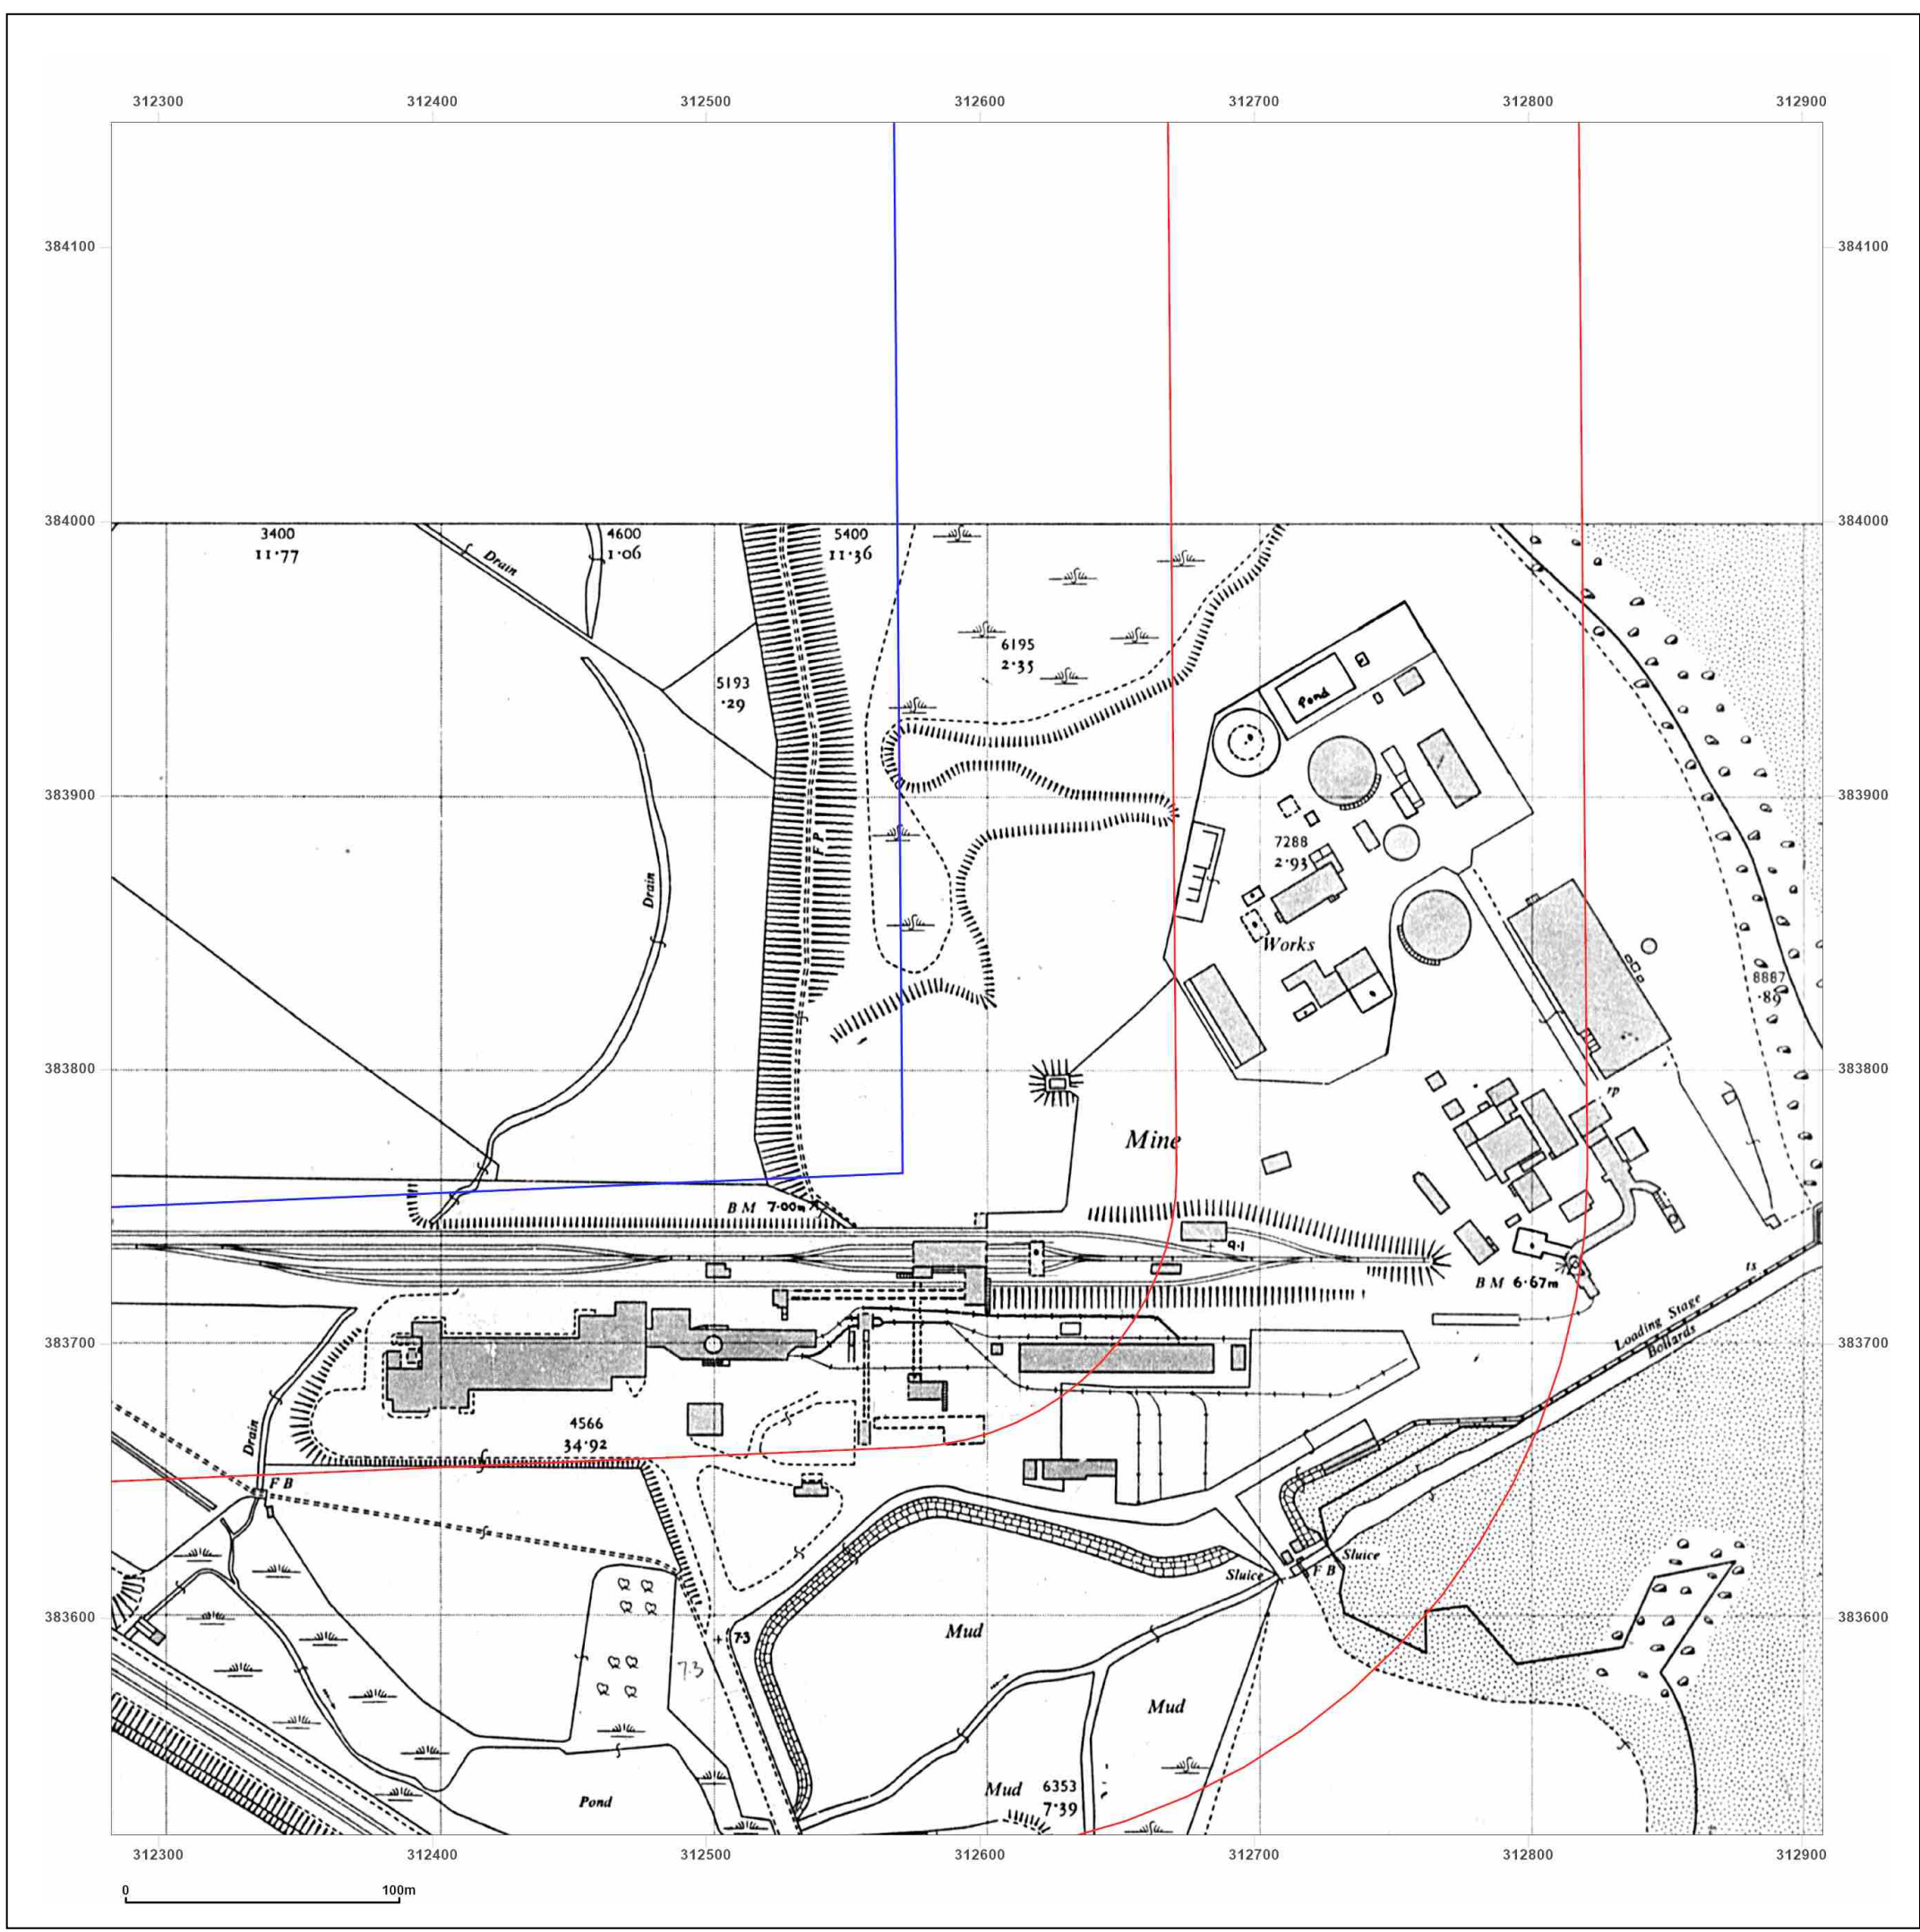 312300 312400 312500 312600 312700 312800 312900
384100 384100
384000 384000
3400 4600 5400
11·77 1·06 11·36
Drain
6195
2·35
5193
·29
Pond
383900 383900
F P
7288
2·93
Drain
Works
8887
·89
383800 383800
Mine
B M 7·00m
9·1
B M 6·67m
ts
Loading Stage
Bollards
383700 383700
4566
34·92
Drain
F B
Sluice
Sluice
F B
383600 383600
Mud
7·3
7.3
Mud
Mud 6353
7·39
Pond
312300 312400 312500 312600 312700 312800 312900
0 100m